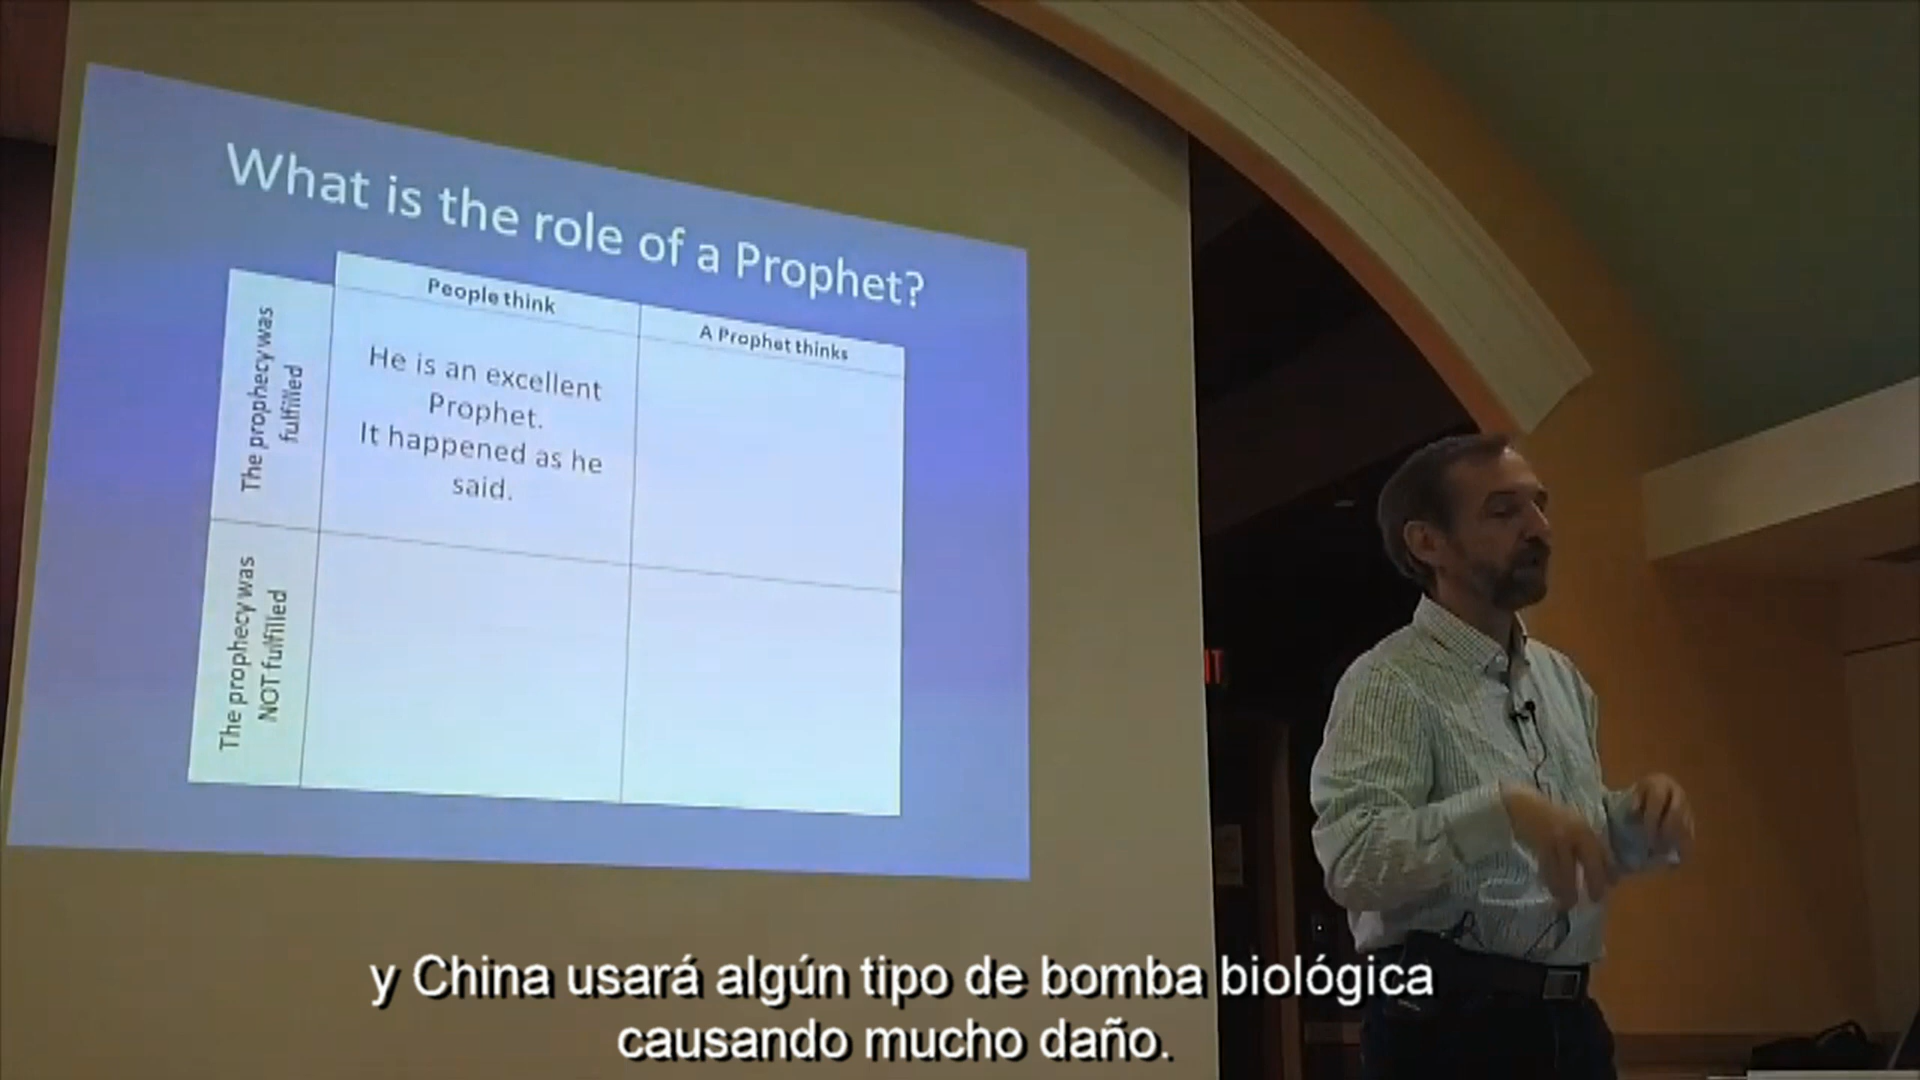 What is the role of a Prophet?
People think
A Prophet thinks
The prophecy was
fulfilled
He is an excellent
Prophet.
It happened as he
said.
The prophecy was
NOT fulfilled
IT
y China usará algún tipo de bomba biológica
causando mucho daño.